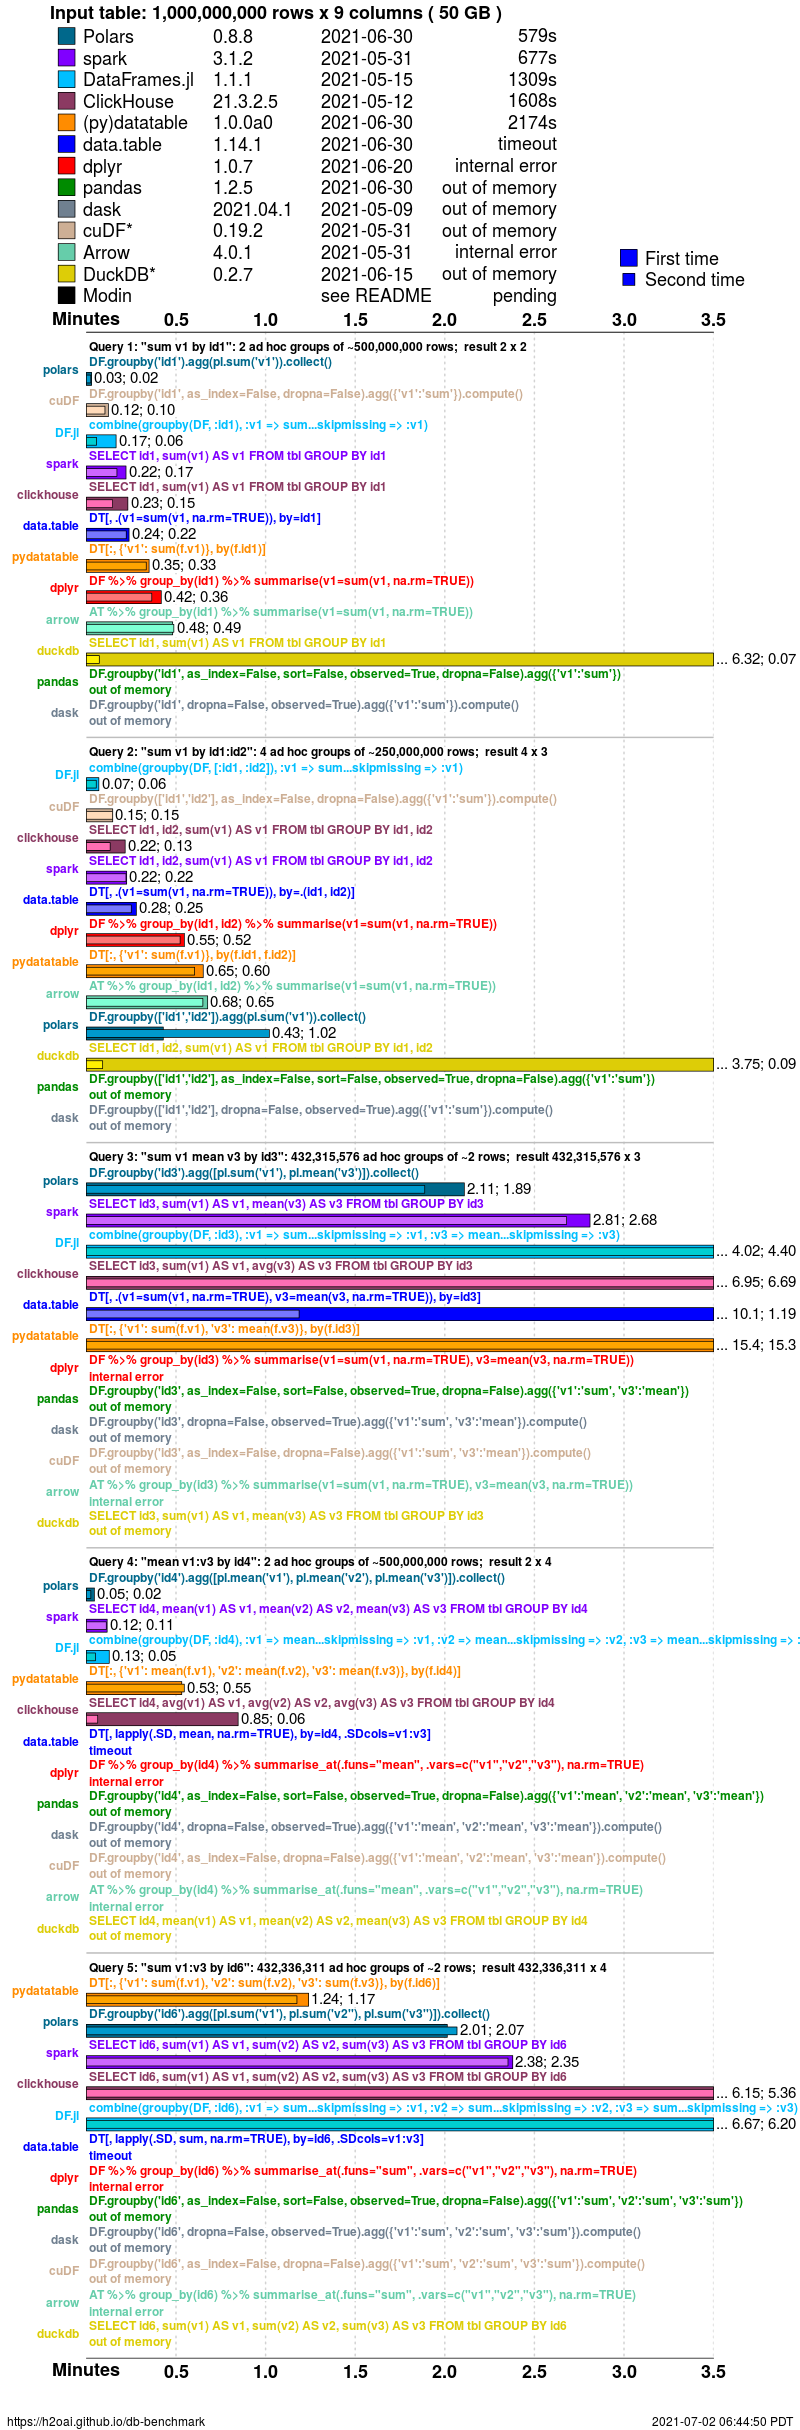 Input table: 1,000,000,000 rows x 9 columns ( 50 GB )
Polars 0.8.8 2021-06-30 579s
spark 3.1.2 2021-05-31 677s
DataFrames.jl 1.1.1 2021-05-15 1309s
ClickHouse 21.3.2.5 2021-05-12 1608s
(py)datatable 1.0.0a0 2021-06-30 2174s
data.table 1.14.1 2021-06-30 timeout
dplyr 1.0.7 2021-06-20 internal error
pandas 1.2.5 2021-06-30 out of memory
dask 2021.04.1 2021-05-09 out of memory
cuDF* 0.19.2 2021-05-31 out of memory
Arrow 4.0.1 2021-05-31 internal error
DuckDB* 0.2.7 2021-06-15 out of memory
Modin see README pending
First time
Second time
Minutes 0.5 1.0 1.5 2.0 2.5 3.0 3.5
Query 1: "sum v1 by id1": 2 ad hoc groups of ~500,000,000 rows; result 2 x 2
DF.groupby('id1').agg(pl.sum('v1')).collect()
polars 0.03; 0.02
DF.groupby('id1', as_index=False, dropna=False).agg({'v1':'sum'}).compute()
cuDF 0.12; 0.10
combine(groupby(DF, :id1), :v1 => sum...skipmissing => :v1)
DF.jl 0.17; 0.06
SELECT id1, sum(v1) AS v1 FROM tbl GROUP BY id1
spark 0.22; 0.17
SELECT id1, sum(v1) AS v1 FROM tbl GROUP BY id1
clickhouse 0.23; 0.15
DT[, .(v1=sum(v1, na.rm=TRUE)), by=id1]
data.table 0.24; 0.22
DT[:, {'v1': sum(f.v1)}, by(f.id1)]
pydatatable 0.35; 0.33
DF %>% group_by(id1) %>% summarise(v1=sum(v1, na.rm=TRUE))
dplyr 0.42; 0.36
AT %>% group_by(id1) %>% summarise(v1=sum(v1, na.rm=TRUE))
arrow 0.48; 0.49
SELECT id1, sum(v1) AS v1 FROM tbl GROUP BY id1
duckdb ... 6.32; 0.07
DF.groupby('id1', as_index=False, sort=False, observed=True, dropna=False).agg({'v1':'sum'})
pandas out of memory
DF.groupby('id1', dropna=False, observed=True).agg({'v1':'sum'}).compute()
dask out of memory
Query 2: "sum v1 by id1:id2": 4 ad hoc groups of ~250,000,000 rows; result 4 x 3
combine(groupby(DF, [:id1, :id2]), :v1 => sum...skipmissing => :v1)
DF.jl 0.07; 0.06
DF.groupby(['id1','id2'], as_index=False, dropna=False).agg({'v1':'sum'}).compute()
cuDF 0.15; 0.15
SELECT id1, id2, sum(v1) AS v1 FROM tbl GROUP BY id1, id2
clickhouse 0.22; 0.13
SELECT id1, id2, sum(v1) AS v1 FROM tbl GROUP BY id1, id2
spark 0.22; 0.22
DT[, .(v1=sum(v1, na.rm=TRUE)), by=.(id1, id2)]
data.table 0.28; 0.25
DF %>% group_by(id1, id2) %>% summarise(v1=sum(v1, na.rm=TRUE))
dplyr 0.55; 0.52
DT[:, {'v1': sum(f.v1)}, by(f.id1, f.id2)]
pydatatable 0.65; 0.60
AT %>% group_by(id1, id2) %>% summarise(v1=sum(v1, na.rm=TRUE))
arrow 0.68; 0.65
DF.groupby(['id1','id2']).agg(pl.sum('v1')).collect()
polars 0.43; 1.02
SELECT id1, id2, sum(v1) AS v1 FROM tbl GROUP BY id1, id2
duckdb ... 3.75; 0.09
DF.groupby(['id1','id2'], as_index=False, sort=False, observed=True, dropna=False).agg({'v1':'sum'})
pandas out of memory
DF.groupby(['id1','id2'], dropna=False, observed=True).agg({'v1':'sum'}).compute()
dask out of memory
Query 3: "sum v1 mean v3 by id3": 432,315,576 ad hoc groups of ~2 rows; result 432,315,576 x 3
DF.groupby('id3').agg([pl.sum('v1'), pl.mean('v3')]).collect()
polars 2.11; 1.89
SELECT id3, sum(v1) AS v1, mean(v3) AS v3 FROM tbl GROUP BY id3
spark 2.81; 2.68
combine(groupby(DF, :id3), :v1 => sum...skipmissing => :v1, :v3 => mean...skipmissing => :v3)
DF.jl ... 4.02; 4.40
SELECT id3, sum(v1) AS v1, avg(v3) AS v3 FROM tbl GROUP BY id3
clickhouse ... 6.95; 6.69
DT[, .(v1=sum(v1, na.rm=TRUE), v3=mean(v3, na.rm=TRUE)), by=id3]
data.table ... 10.1; 1.19
DT[:, {'v1': sum(f.v1), 'v3': mean(f.v3)}, by(f.id3)]
pydatatable ... 15.4; 15.3
DF %>% group_by(id3) %>% summarise(v1=sum(v1, na.rm=TRUE), v3=mean(v3, na.rm=TRUE))
dplyr internal error
DF.groupby('id3', as_index=False, sort=False, observed=True, dropna=False).agg({'v1':'sum', 'v3':'mean'})
pandas out of memory
DF.groupby('id3', dropna=False, observed=True).agg({'v1':'sum', 'v3':'mean'}).compute()
dask out of memory
DF.groupby('id3', as_index=False, dropna=False).agg({'v1':'sum', 'v3':'mean'}).compute()
cuDF out of memory
AT %>% group_by(id3) %>% summarise(v1=sum(v1, na.rm=TRUE), v3=mean(v3, na.rm=TRUE))
arrow internal error
SELECT id3, sum(v1) AS v1, mean(v3) AS v3 FROM tbl GROUP BY id3
duckdb out of memory
Query 4: "mean v1:v3 by id4": 2 ad hoc groups of ~500,000,000 rows; result 2 x 4
DF.groupby('id4').agg([pl.mean('v1'), pl.mean('v2'), pl.mean('v3')]).collect()
polars 0.05; 0.02
SELECT id4, mean(v1) AS v1, mean(v2) AS v2, mean(v3) AS v3 FROM tbl GROUP BY id4
spark 0.12; 0.11
combine(groupby(DF, :id4), :v1 => mean...skipmissing => :v1, :v2 => mean...skipmissing => :v2, :v3 => mean...skipmissing => :
DF.jl 0.13; 0.05
DT[:, {'v1': mean(f.v1), 'v2': mean(f.v2), 'v3': mean(f.v3)}, by(f.id4)]
pydatatable 0.53; 0.55
SELECT id4, avg(v1) AS v1, avg(v2) AS v2, avg(v3) AS v3 FROM tbl GROUP BY id4
clickhouse 0.85; 0.06
DT[, lapply(.SD, mean, na.rm=TRUE), by=id4, .SDcols=v1:v3]
data.table timeout
DF %>% group_by(id4) %>% summarise_at(.funs="mean", .vars=c("v1","v2","v3"), na.rm=TRUE)
dplyr internal error
DF.groupby('id4', as_index=False, sort=False, observed=True, dropna=False).agg({'v1':'mean', 'v2':'mean', 'v3':'mean'})
pandas out of memory
DF.groupby('id4', dropna=False, observed=True).agg({'v1':'mean', 'v2':'mean', 'v3':'mean'}).compute()
dask out of memory
DF.groupby('id4', as_index=False, dropna=False).agg({'v1':'mean', 'v2':'mean', 'v3':'mean'}).compute()
cuDF out of memory
AT %>% group_by(id4) %>% summarise_at(.funs="mean", .vars=c("v1","v2","v3"), na.rm=TRUE)
arrow internal error
SELECT id4, mean(v1) AS v1, mean(v2) AS v2, mean(v3) AS v3 FROM tbl GROUP BY id4
duckdb out of memory
Query 5: "sum v1:v3 by id6": 432,336,311 ad hoc groups of ~2 rows; result 432,336,311 x 4
DT[:, {'v1': sum(f.v1), 'v2': sum(f.v2), 'v3': sum(f.v3)}, by(f.id6)]
pydatatable 1.24; 1.17
DF.groupby('id6').agg([pl.sum('v1'), pl.sum('v2''), pl.sum('v3'')]).collect()
polars 2.01; 2.07
SELECT id6, sum(v1) AS v1, sum(v2) AS v2, sum(v3) AS v3 FROM tbl GROUP BY id6
spark 2.38; 2.35
SELECT id6, sum(v1) AS v1, sum(v2) AS v2, sum(v3) AS v3 FROM tbl GROUP BY id6
clickhouse ... 6.15; 5.36
combine(groupby(DF, :id6), :v1 => sum...skipmissing => :v1, :v2 => sum...skipmissing => :v2, :v3 => sum...skipmissing => :v3)
DF.jl ... 6.67; 6.20
DT[, lapply(.SD, sum, na.rm=TRUE), by=id6, .SDcols=v1:v3]
data.table timeout
DF %>% group_by(id6) %>% summarise_at(.funs="sum", .vars=c("v1","v2","v3"), na.rm=TRUE)
dplyr internal error
DF.groupby('id6', as_index=False, sort=False, observed=True, dropna=False).agg({'v1':'sum', 'v2':'sum', 'v3':'sum'})
pandas out of memory
DF.groupby('id6', dropna=False, observed=True).agg({'v1':'sum', 'v2':'sum', 'v3':'sum'}).compute()
dask out of memory
DF.groupby('id6', as_index=False, dropna=False).agg({'v1':'sum', 'v2':'sum', 'v3':'sum'}).compute()
cuDF out of memory
AT %>% group_by(id6) %>% summarise_at(.funs="sum", .vars=c("v1","v2","v3"), na.rm=TRUE)
arrow internal error
SELECT id6, sum(v1) AS v1, sum(v2) AS v2, sum(v3) AS v3 FROM tbl GROUP BY id6
duckdb out of memory
Minutes 0.5 1.0 1.5 2.0 2.5 3.0 3.5
https://h2oai.github.io/db-benchmark 2021-07-02 06:44:50 PDT